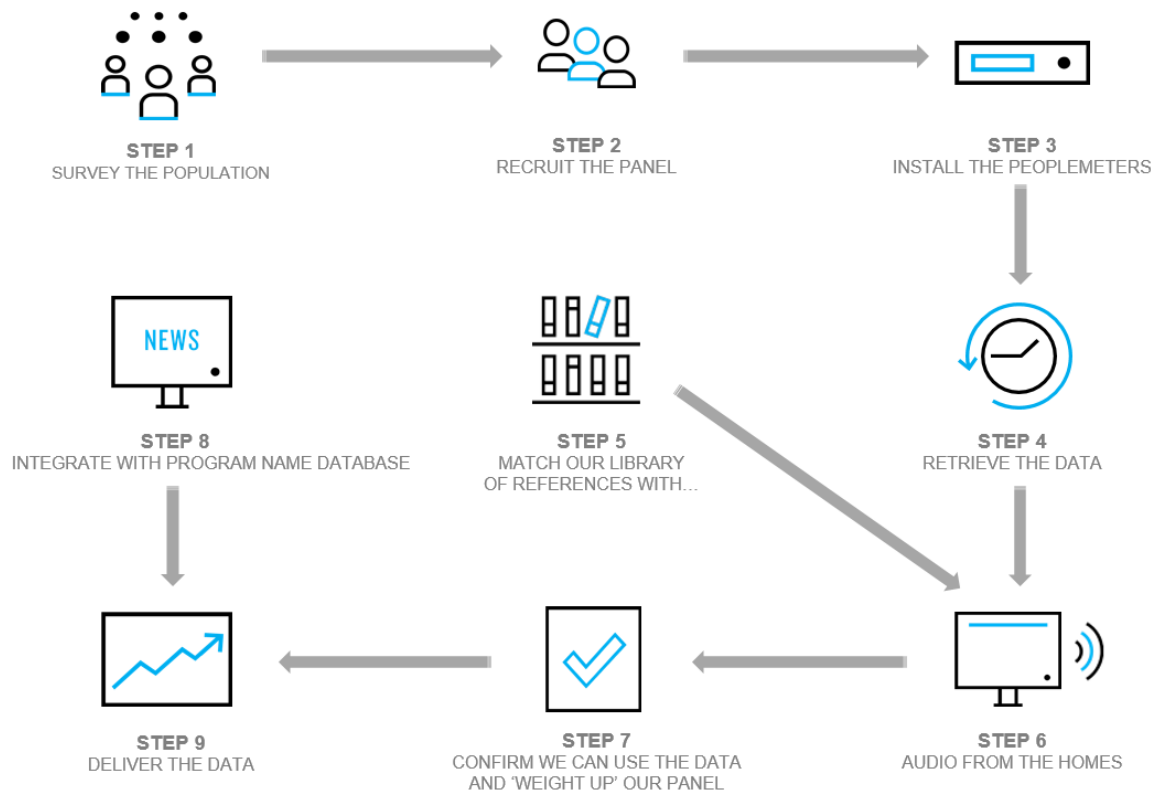 STEP 1
SURVEY THE POPULATION
STEP 2
RECRUIT THE PANEL
STEP 3
INSTALL THE PEOPLEMETERS
NEWS
STEP 8
INTEGRATE WITH PROGRAM NAME DATABASE
STEP 5
MATCH OUR LIBRARY
OF REFERENCES WITH…
STEP 4
RETRIEVE THE DATA
STEP 9
DELIVER THE DATA
STEP 7
CONFIRM WE CAN USE THE DATA
AND ‘WEIGHT UP’ OUR PANEL
STEP 6
AUDIO FROM THE HOMES